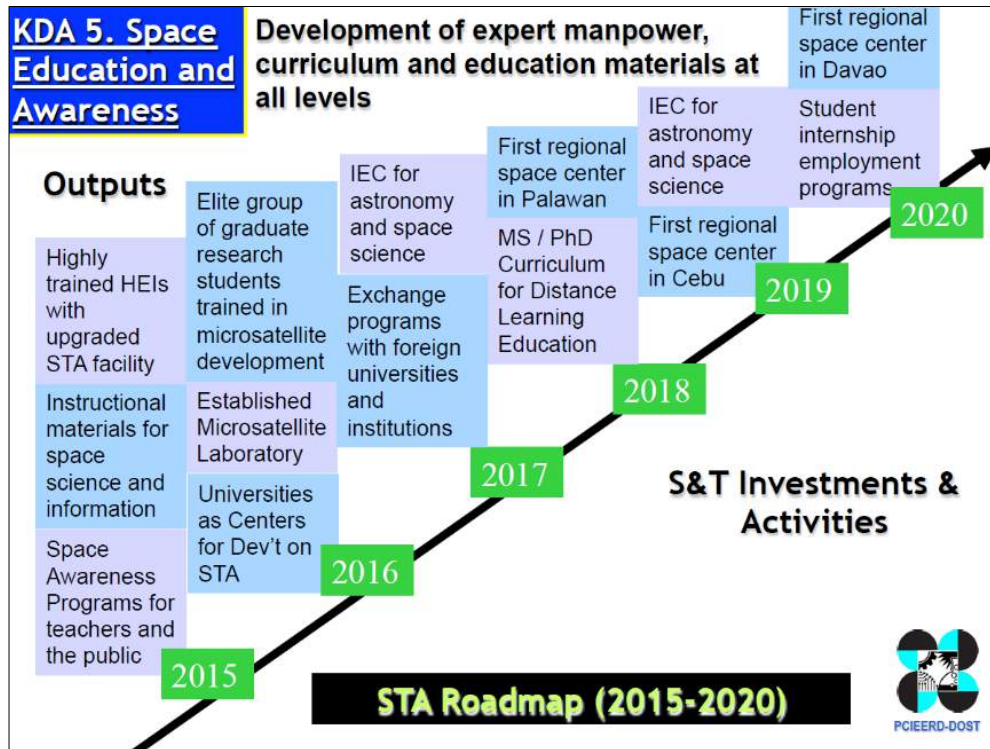 KDA 5. Space
Education and
Awareness
Development of expert manpower,
curriculum and education materials at
all levels
Outputs
Highly
trained HEIs
with
upgraded
STA facility
Instructional
materials for
space
science and
information
Space
Awareness
Programs for
teachers and
the public
2015
Elite group
of graduate
research
students
trained in
microsatellite
development
Established
Microsatellite
Laboratory
Universities
as Centers
for Dev't on
STA
2016
IEC for
astronomy
and space
science
Exchange
programs
with foreign
universities
and
institutions
2017
First regional
space center
in Palawan
MS / PhD
Curriculum
for Distance
Learning
Education
2018
IEC for
astronomy
and space
science
First regional
space center
in Cebu
2019
First regional
space center
in Davao
Student
internship
employment
programs
2020
S&T Investments &
Activities
STA Roadmap (2015-2020)
PCIEERD-DOST